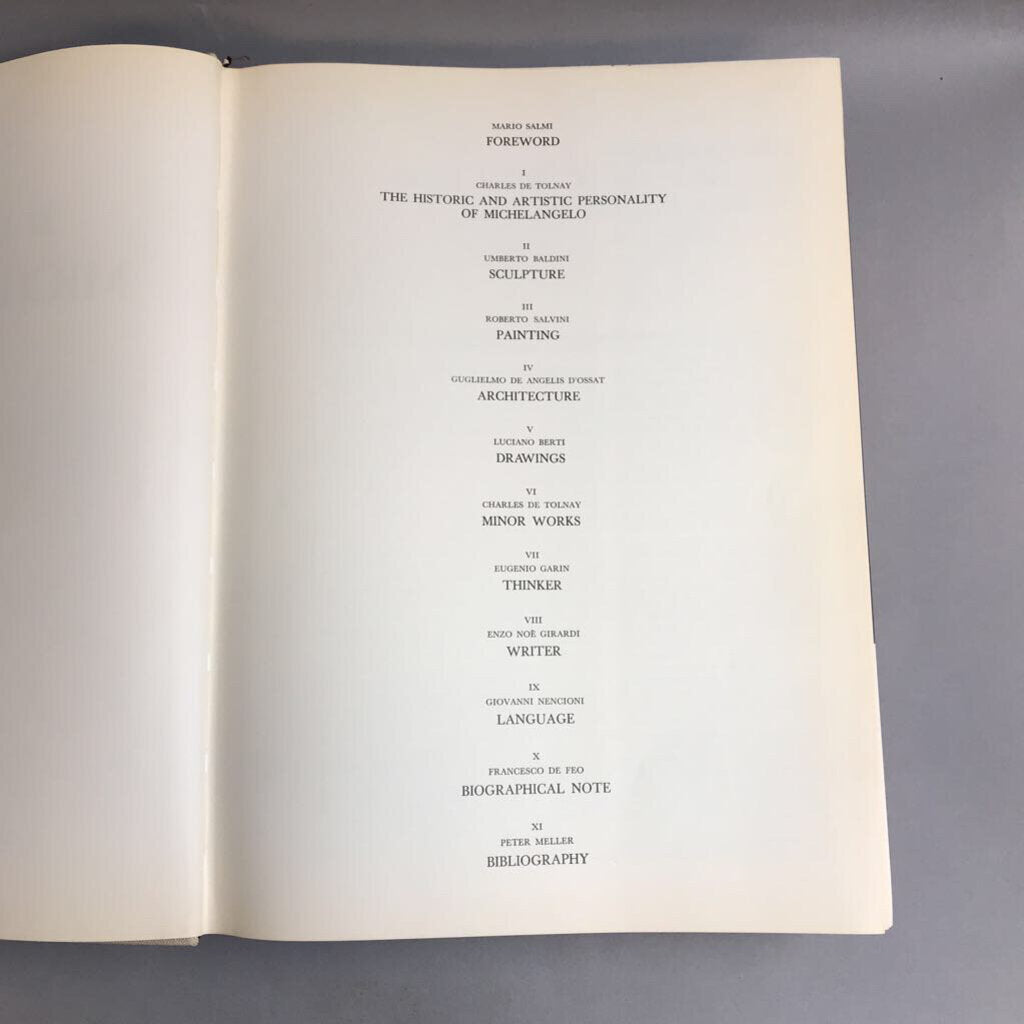 MARIO SALMI
FOREWORD
I
CHARLES DE TOLNAY
THE HISTORIC AND ARTISTIC PERSONALITY
OF MICHELANGELO
II
UMBERTO BALDINI
SCULPTURE
III
ROBERTO SALVINI
PAINTING
IV
GUGLIELMO DE ANGELIS D'OSSAT
ARCHITECTURE
V
LUCIANO BERTI
DRAWINGS
VI
CHARLES DE TOLNAY
MINOR WORKS
VII
EUGENIO GARIN
THINKER
VIII
ENZO NOÈ GIRARDI
WRITER
IX
GIOVANNI NENCIONI
LANGUAGE
X
FRANCESCO DE FEO
BIOGRAPHICAL NOTE
XI
PETER MELLER
BIBLIOGRAPHY